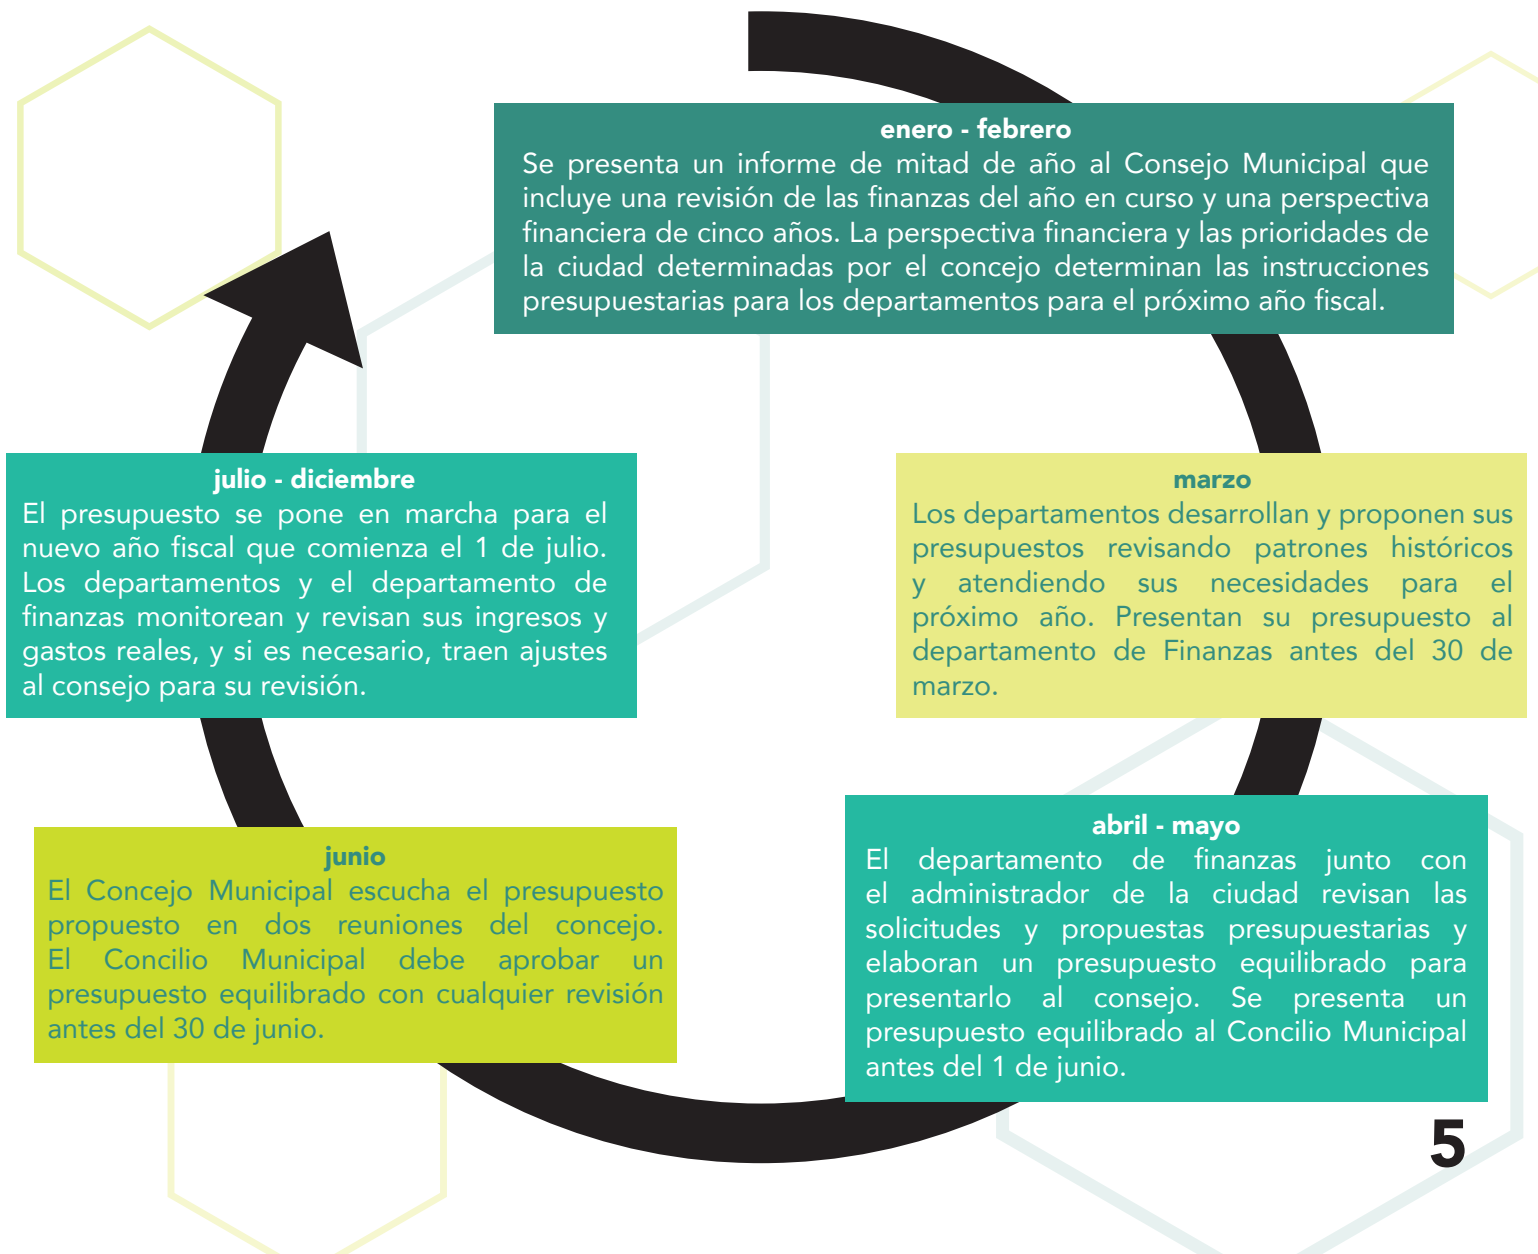 enero - febrero
Se presenta un informe de mitad de año al Consejo Municipal que
incluye una revisión de las finanzas del año en curso y una perspectiva
financiera de cinco años. La perspectiva financiera y las prioridades de
la ciudad determinadas por el concejo determinan las instrucciones
presupuestarias para los departamentos para el próximo año fiscal.
marzo
Los departamentos desarrollan y proponen sus
presupuestos revisando patrones históricos
y atendiendo sus necesidades para el
próximo año. Presentan su presupuesto al
departamento de Finanzas antes del 30 de
marzo.
abril - mayo
El departamento de finanzas junto con
el administrador de la ciudad revisan las
solicitudes y propuestas presupuestarias y
elaboran un presupuesto equilibrado para
presentarlo al consejo. Se presenta un
presupuesto equilibrado al Concilio Municipal
antes del 1 de junio.
junio
El Concejo Municipal escucha el presupuesto
propuesto en dos reuniones del concejo.
El Concilio Municipal debe aprobar un
presupuesto equilibrado con cualquier revisión
antes del 30 de junio.
julio - diciembre
El presupuesto se pone en marcha para el
nuevo año fiscal que comienza el 1 de julio.
Los departamentos y el departamento de
finanzas monitorean y revisan sus ingresos y
gastos reales, y si es necesario, traen ajustes
al consejo para su revisión.
5